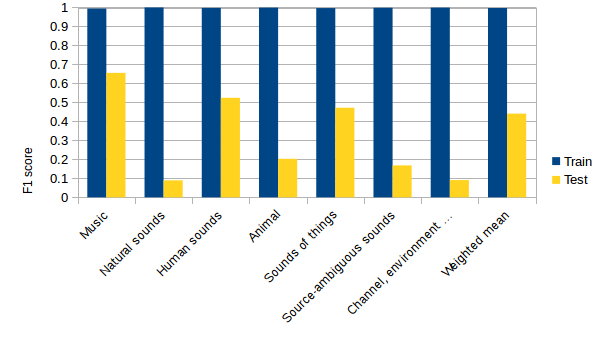 1
0.9
0.8
0.7
0.6
0.5
0.4
0.3
0.2
0.1
0
F1 score
Music
Natural sounds
Human sounds
Animal
Sounds of things
Source-ambiguous sounds
Channel, environment ...
Weighted mean
Train
Test